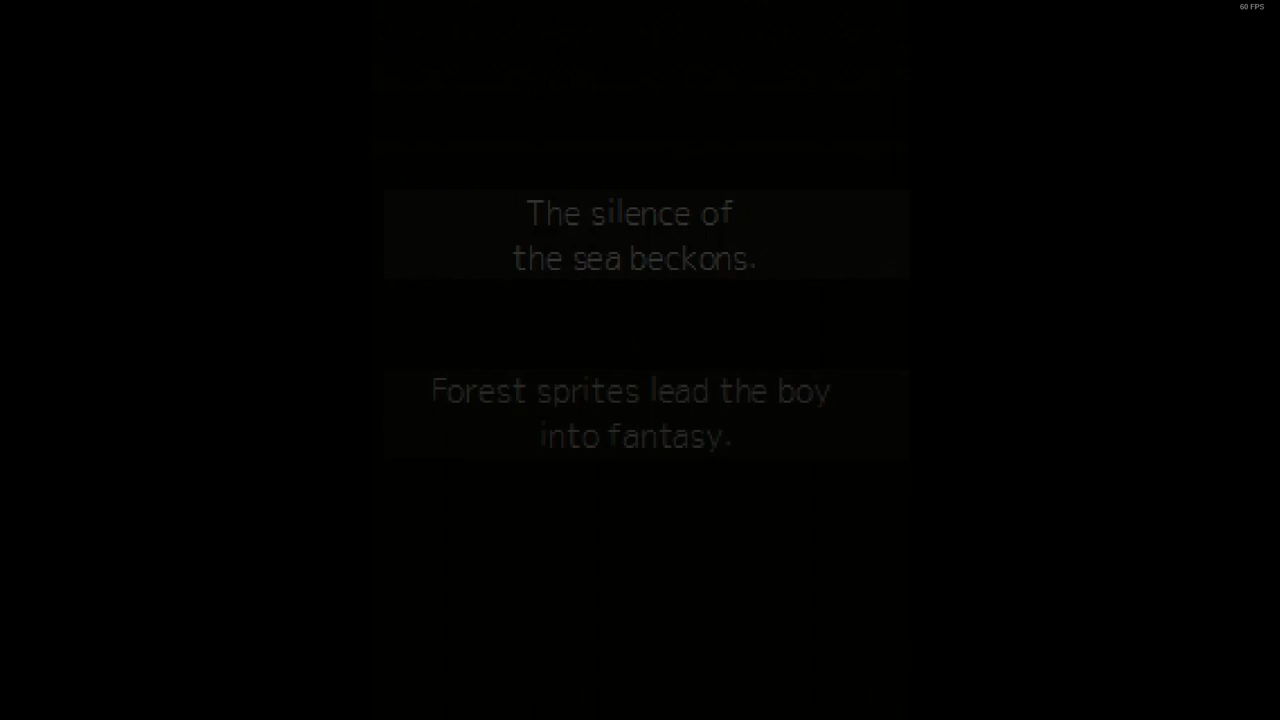 60 FPS
The silence of
the sea beckons.
Forest sprites lead the boy
into fantasy.